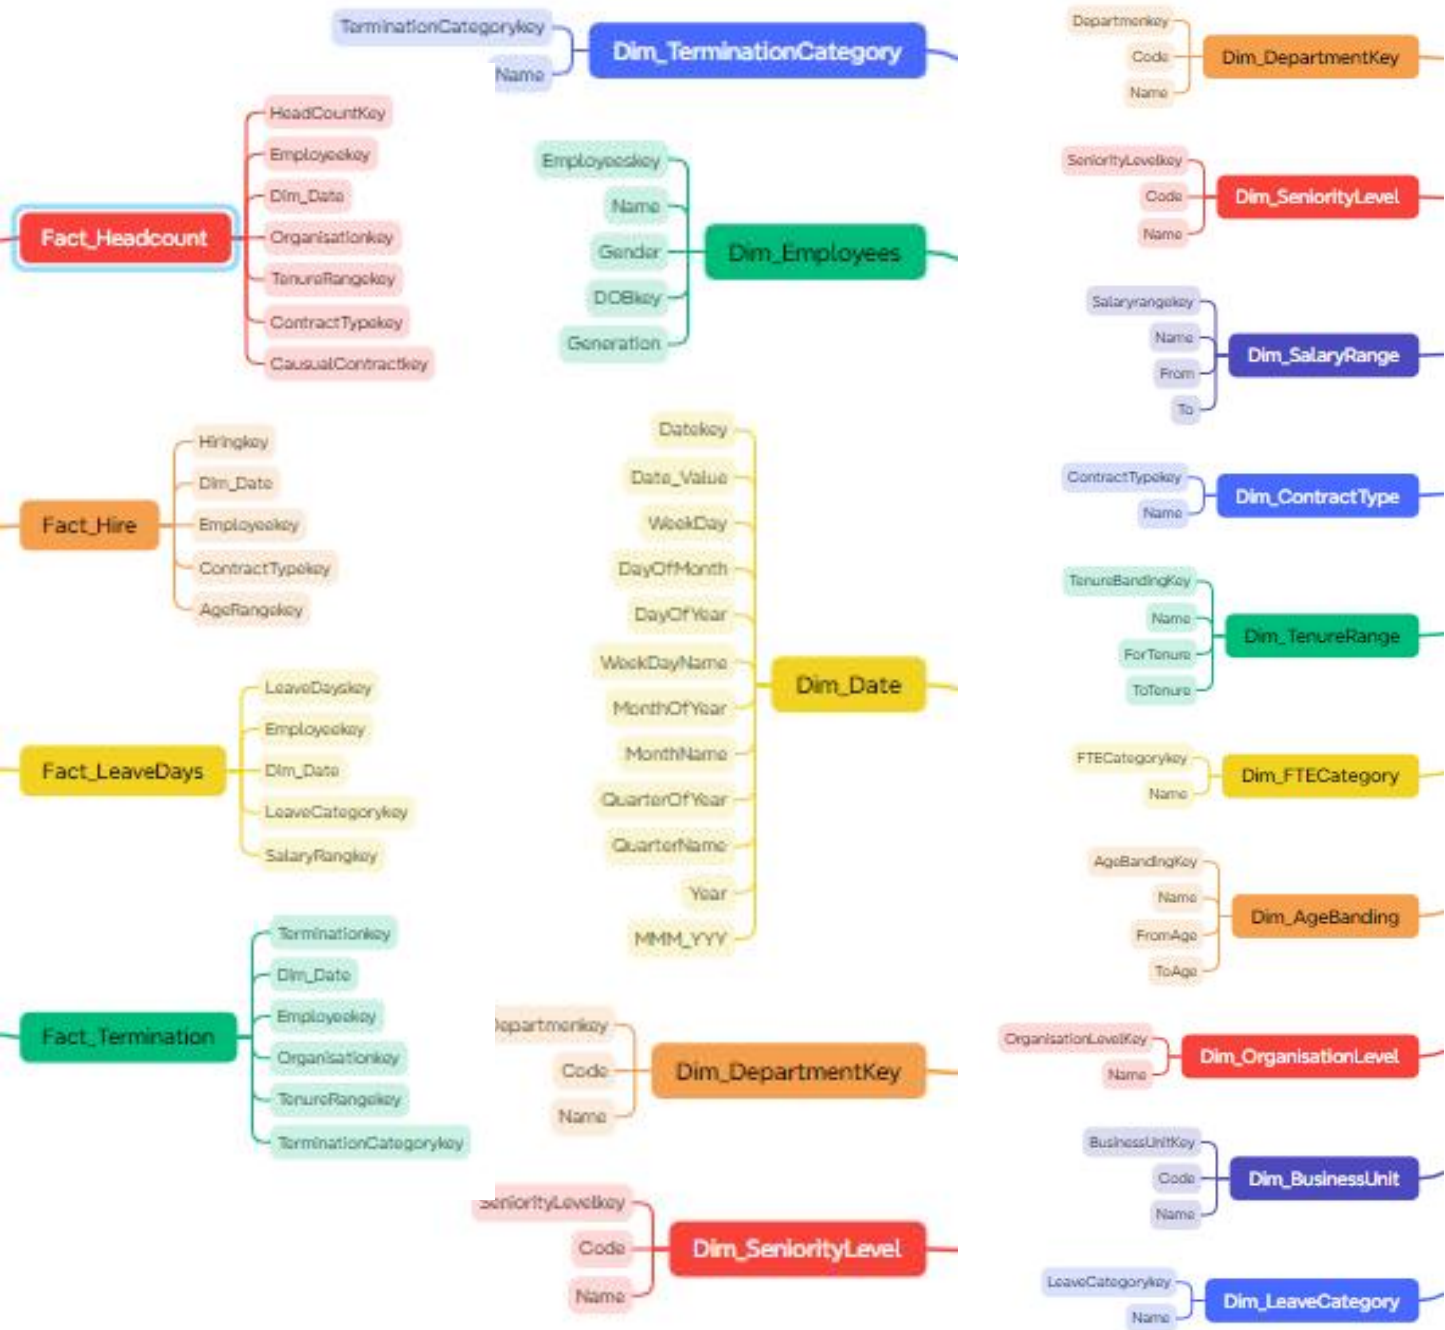 TerminationCategorykey
Name
Dim_TerminationCategory
HeadCountKey
Employeekey
Dim_Date
Organisationkey
TenureRangekey
ContractTypekey
CausualContractkey
Fact_Headcount
Hiringkey
Dim_Date
Employeekey
ContractTypekey
AgeRangekey
Fact_Hire
LeaveDayskey
Employeekey
Dim_Date
LeaveCategorykey
SalaryRangkey
Fact_LeaveDays
Terminationkey
Dim_Date
Employeekey
Organisationkey
TenureRangekey
TerminationCategorykey
Fact_Termination
Employeeskey
Name
Gender
DOBkey
Generation
Dim_Employees
Datekey
Date_Value
WeekDay
DayOfMonth
DayOfYear
WeekDayName
MonthOfYear
MonthName
QuarterOfYear
QuarterName
Year
MMM_YYY
Dim_Date
epartmenkey
Code
Name
Dim_DepartmentKey
SeniorityLevelkey
Code
Name
Dim_SeniorityLevel
Departmenkey
Code
Name
Dim_DepartmentKey
SeniorityLevelkey
Code
Name
Dim_SeniorityLevel
Salaryrangekey
Name
From
To
Dim_SalaryRange
ContractTypekey
Name
Dim_ContractType
TenureBandingKey
Name
ForTenure
ToTenure
Dim_TenureRange
FTECategorykey
Name
Dim_FTECategory
AgeBandingKey
Name
FromAge
ToAge
Dim_AgeBanding
OrganisationLevelKey
Name
Dim_OrganisationLevel
BusinessUnitKey
Code
Name
Dim_BusinessUnit
LeaveCategorykey
Name
Dim_LeaveCategory